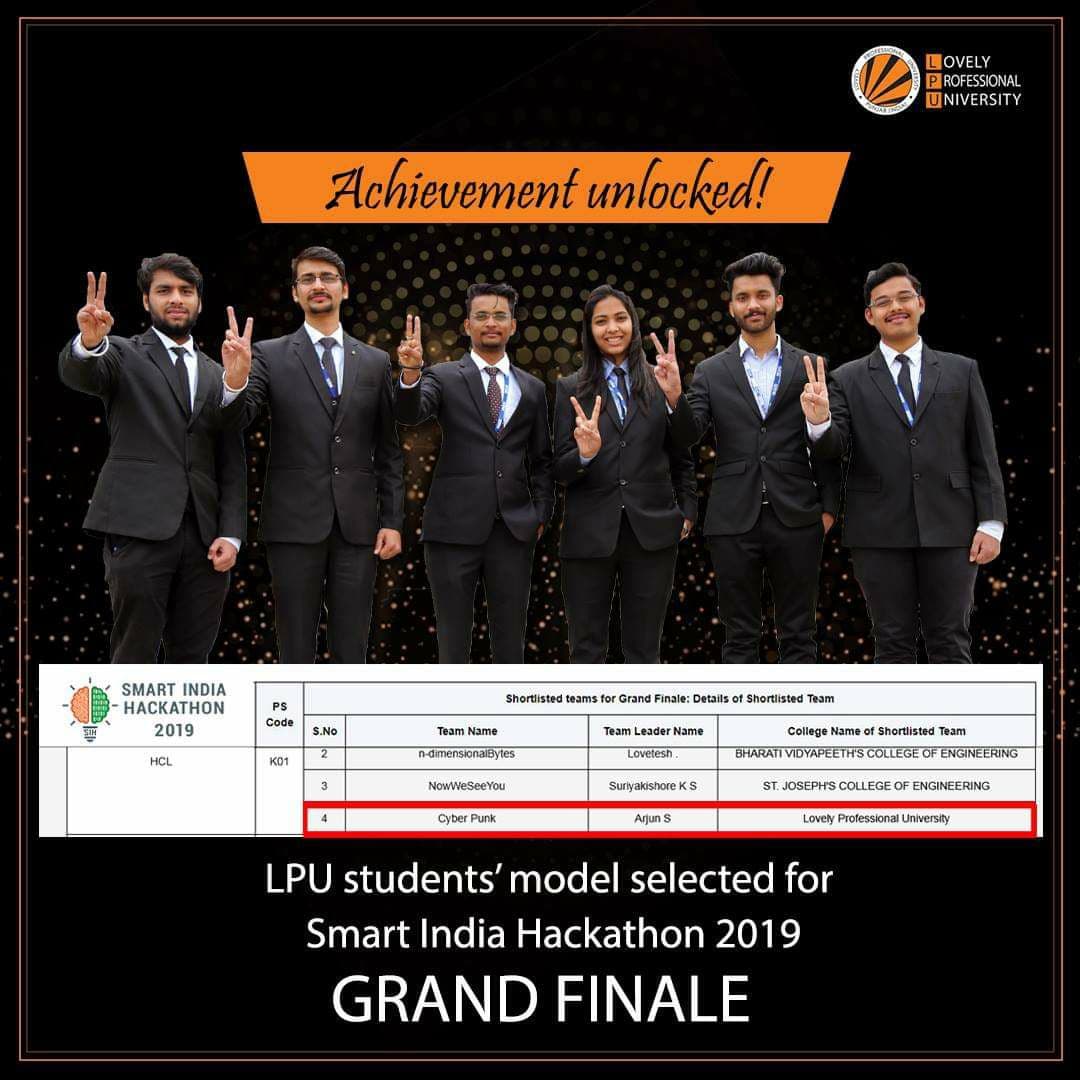 LOVELY
PROFESSIONAL
UNIVERSITY
Achievement unlocked!
SMART INDIA
HACKATHON
2019
SIH
PS
Code
Shortlisted teams for Grand Finale: Details of Shortlisted Team
S.No Team Name Team Leader Name College Name of Shortlisted Team
HCL K01 2 n-dimensionalBytes Lovetesh . BHARATI VIDYAPEETH'S COLLEGE OF ENGINEERING
3 NowWeSeeYou Suriyakishore K S ST. JOSEPH'S COLLEGE OF ENGINEERING
4 Cyber Punk Arjun S Lovely Professional University
LPU students' model selected for
Smart India Hackathon 2019
GRAND FINALE